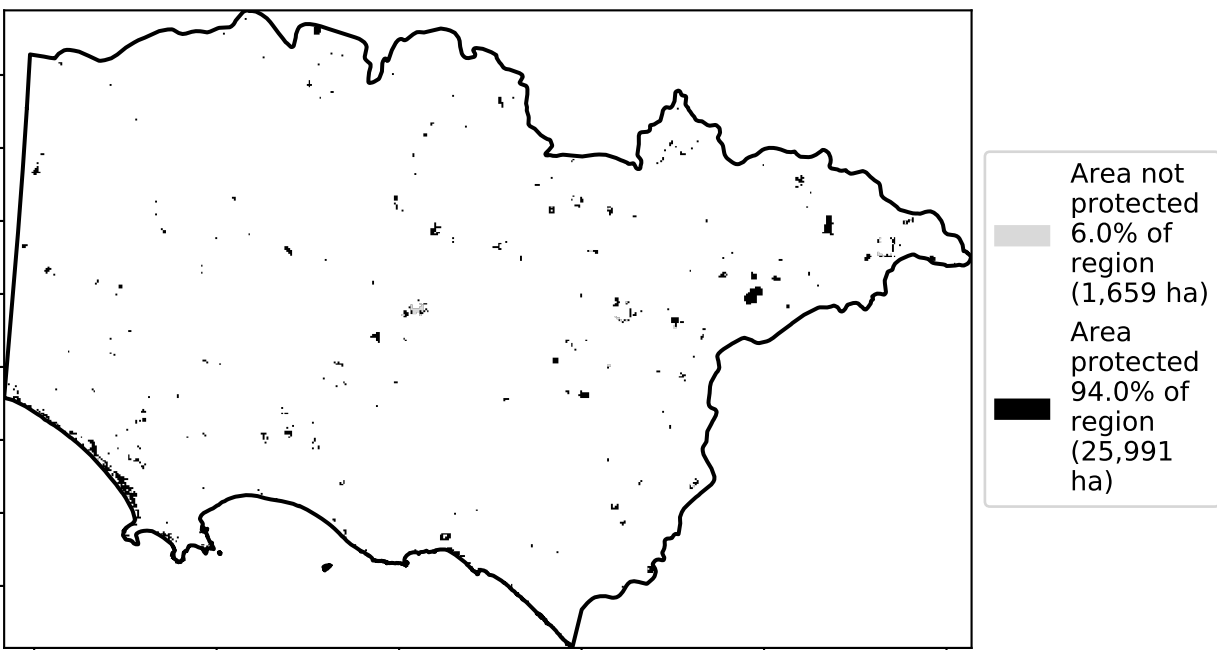 Area not
protected
6.0% of
region
(1,659 ha)
Area
protected
94.0% of
region
(25,991
ha)